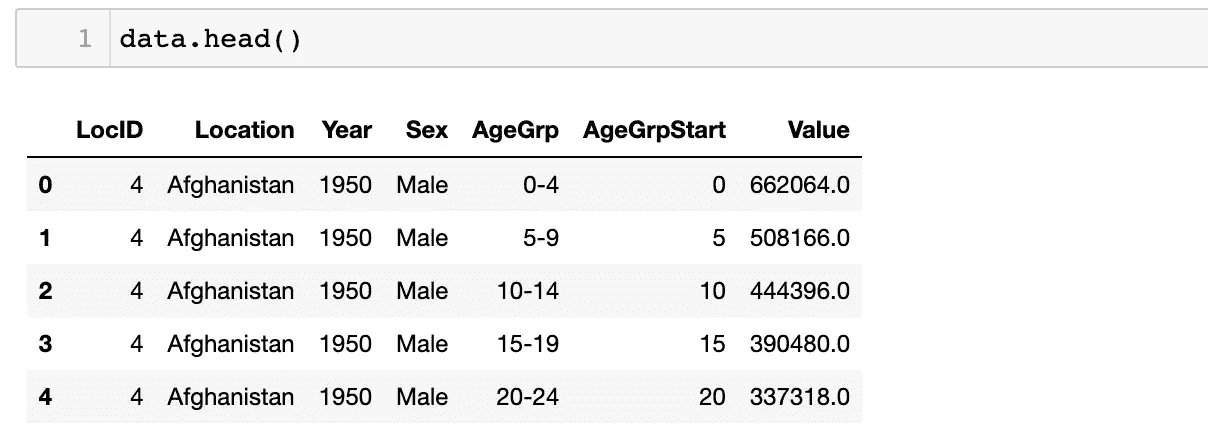 1 data.head()
LocID Location Year Sex AgeGrp AgeGrpStart Value
0 4 Afghanistan 1950 Male 0-4 0 662064.0
1 4 Afghanistan 1950 Male 5-9 5 508166.0
2 4 Afghanistan 1950 Male 10-14 10 444396.0
3 4 Afghanistan 1950 Male 15-19 15 390480.0
4 4 Afghanistan 1950 Male 20-24 20 337318.0